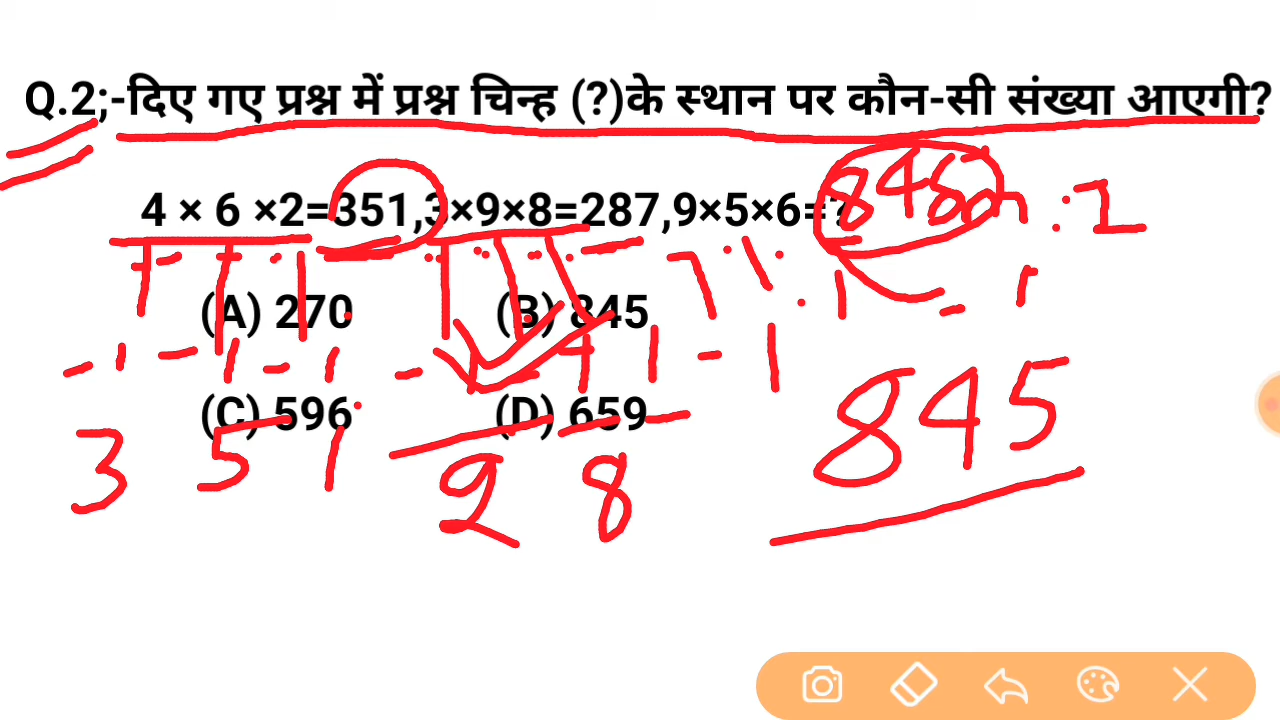 Q.2;-दिए गए प्रश्न में प्रश्न चिन्ह (?)के स्थान पर कौन-सी संख्या आएगी?
4 × 6 ×2=351,3×9×8=287,9×5×6=? 845
(A) 270 (B) 845
(C) 596 (D) 659
3 5 1 2 8 845